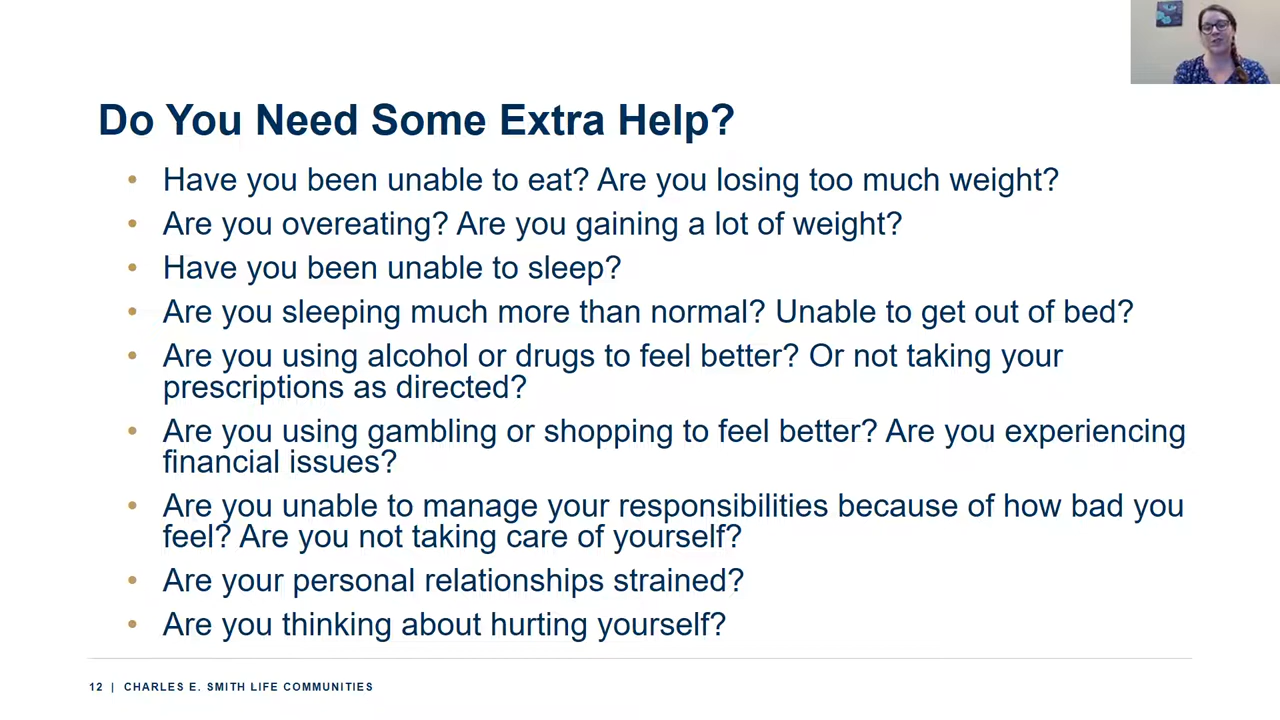 Do You Need Some Extra Help?
• Have you been unable to eat? Are you losing too much weight?
• Are you overeating? Are you gaining a lot of weight?
• Have you been unable to sleep?
• Are you sleeping much more than normal? Unable to get out of bed?
• Are you using alcohol or drugs to feel better? Or not taking your
prescriptions as directed?
• Are you using gambling or shopping to feel better? Are you experiencing
financial issues?
• Are you unable to manage your responsibilities because of how bad you
feel? Are you not taking care of yourself?
• Are your personal relationships strained?
• Are you thinking about hurting yourself?
12 | CHARLES E. SMITH LIFE COMMUNITIES